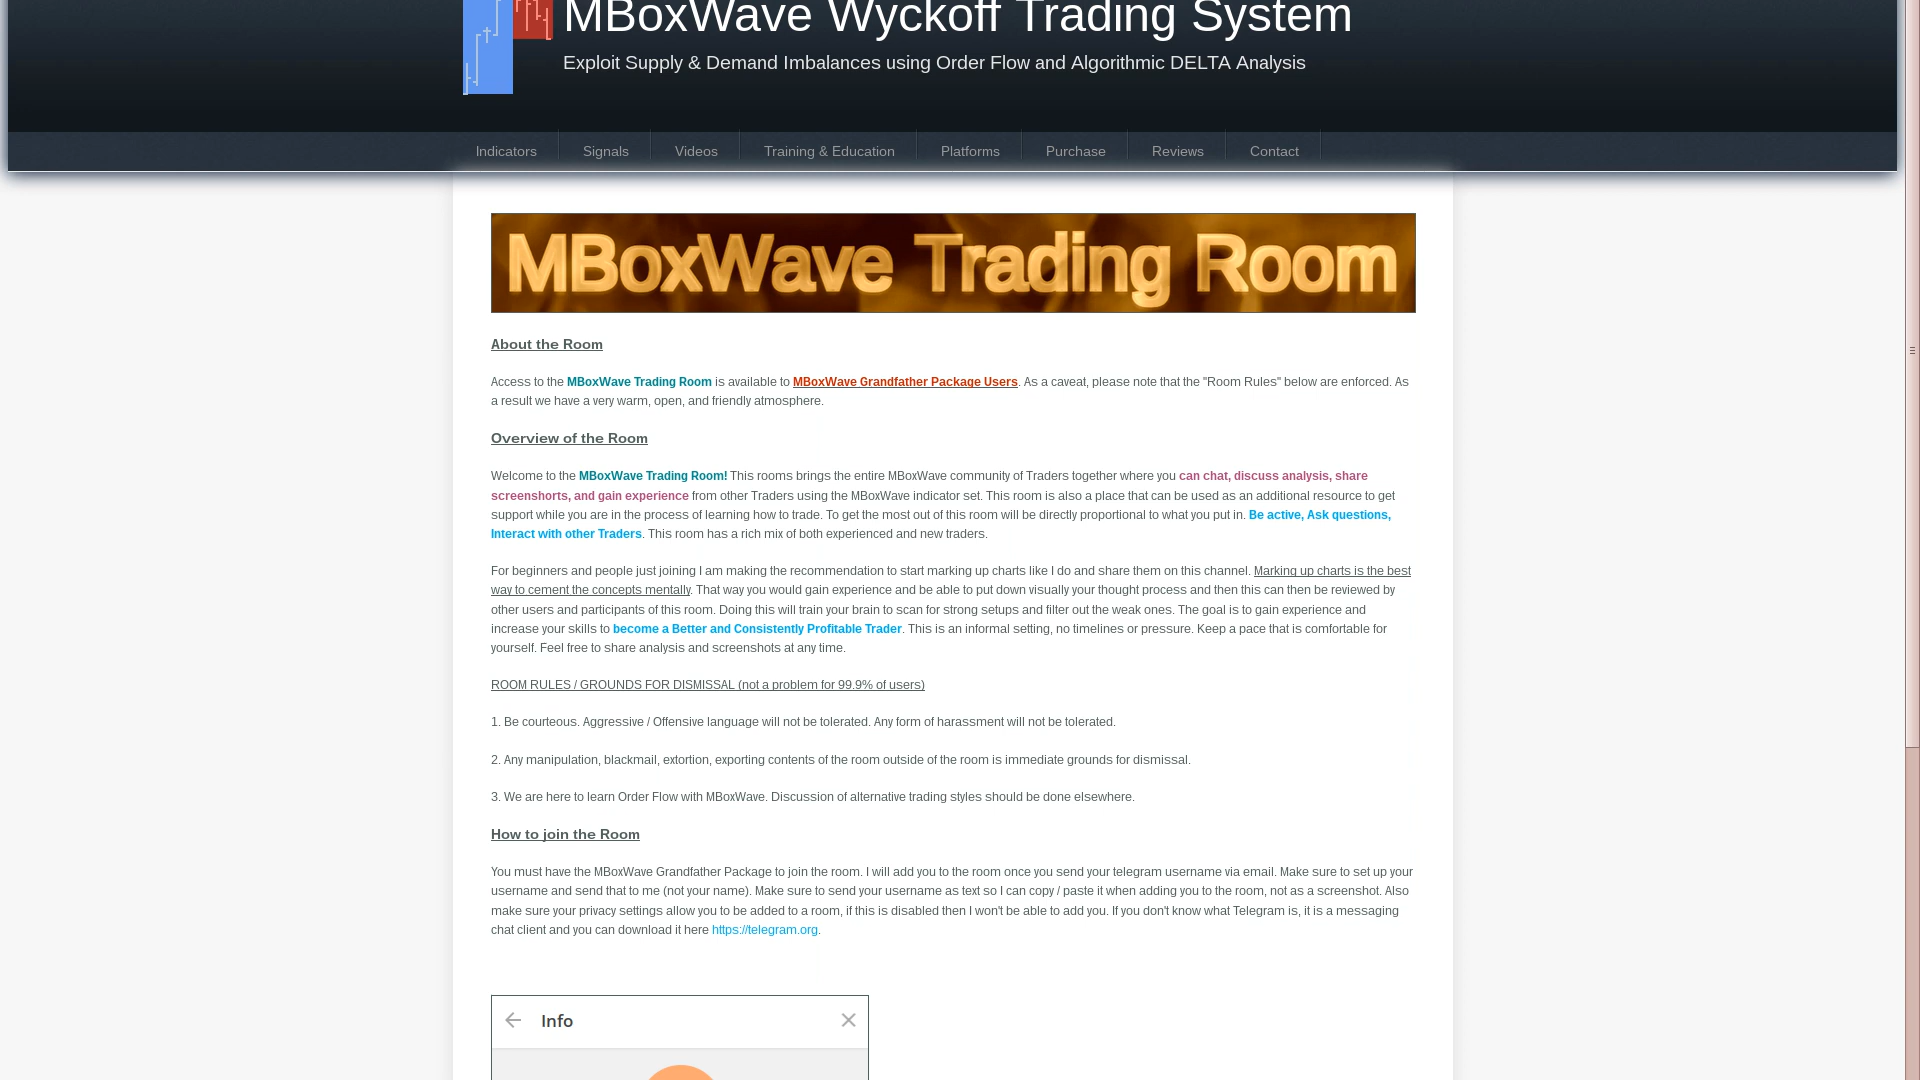 MBoxWave Wyckoff Trading System
Exploit Supply & Demand Imbalances using Order Flow and Algorithmic DELTA Analysis
Indicators Signals Videos Training & Education Platforms Purchase Reviews Contact
MBoxWave Trading Room
About the Room
Access to the MBoxWave Trading Room is available to MBoxWave Grandfather Package Users. As a caveat, please note that the "Room Rules" below are enforced. As
a result we have a very warm, open, and friendly atmosphere.
Overview of the Room
Welcome to the MBoxWave Trading Room! This rooms brings the entire MBoxWave community of Traders together where you can chat, discuss analysis, share
screenshorts, and gain experience from other Traders using the MBoxWave indicator set. This room is also a place that can be used as an additional resource to get
support while you are in the process of learning how to trade. To get the most out of this room will be directly proportional to what you put in. Be active, Ask questions,
Interact with other Traders. This room has a rich mix of both experienced and new traders.
For beginners and people just joining I am making the recommendation to start marking up charts like I do and share them on this channel. Marking up charts is the best
way to cement the concepts mentally. That way you would gain experience and be able to put down visually your thought process and then this can then be reviewed by
other users and participants of this room. Doing this will train your brain to scan for strong setups and filter out the weak ones. The goal is to gain experience and
increase your skills to become a Better and Consistently Profitable Trader. This is an informal setting, no timelines or pressure. Keep a pace that is comfortable for
yourself. Feel free to share analysis and screenshots at any time.
ROOM RULES / GROUNDS FOR DISMISSAL (not a problem for 99.9% of users)
1. Be courteous. Aggressive / Offensive language will not be tolerated. Any form of harassment will not be tolerated.
2. Any manipulation, blackmail, extortion, exporting contents of the room outside of the room is immediate grounds for dismissal.
3. We are here to learn Order Flow with MBoxWave. Discussion of alternative trading styles should be done elsewhere.
How to join the Room
You must have the MBoxWave Grandfather Package to join the room. I will add you to the room once you send your telegram username via email. Make sure to set up your
username and send that to me (not your name). Make sure to send your username as text so I can copy / paste it when adding you to the room, not as a screenshot. Also
make sure your privacy settings allow you to be added to a room, if this is disabled then I won't be able to add you. If you don't know what Telegram is, it is a messaging
chat client and you can download it here https://telegram.org.
Info